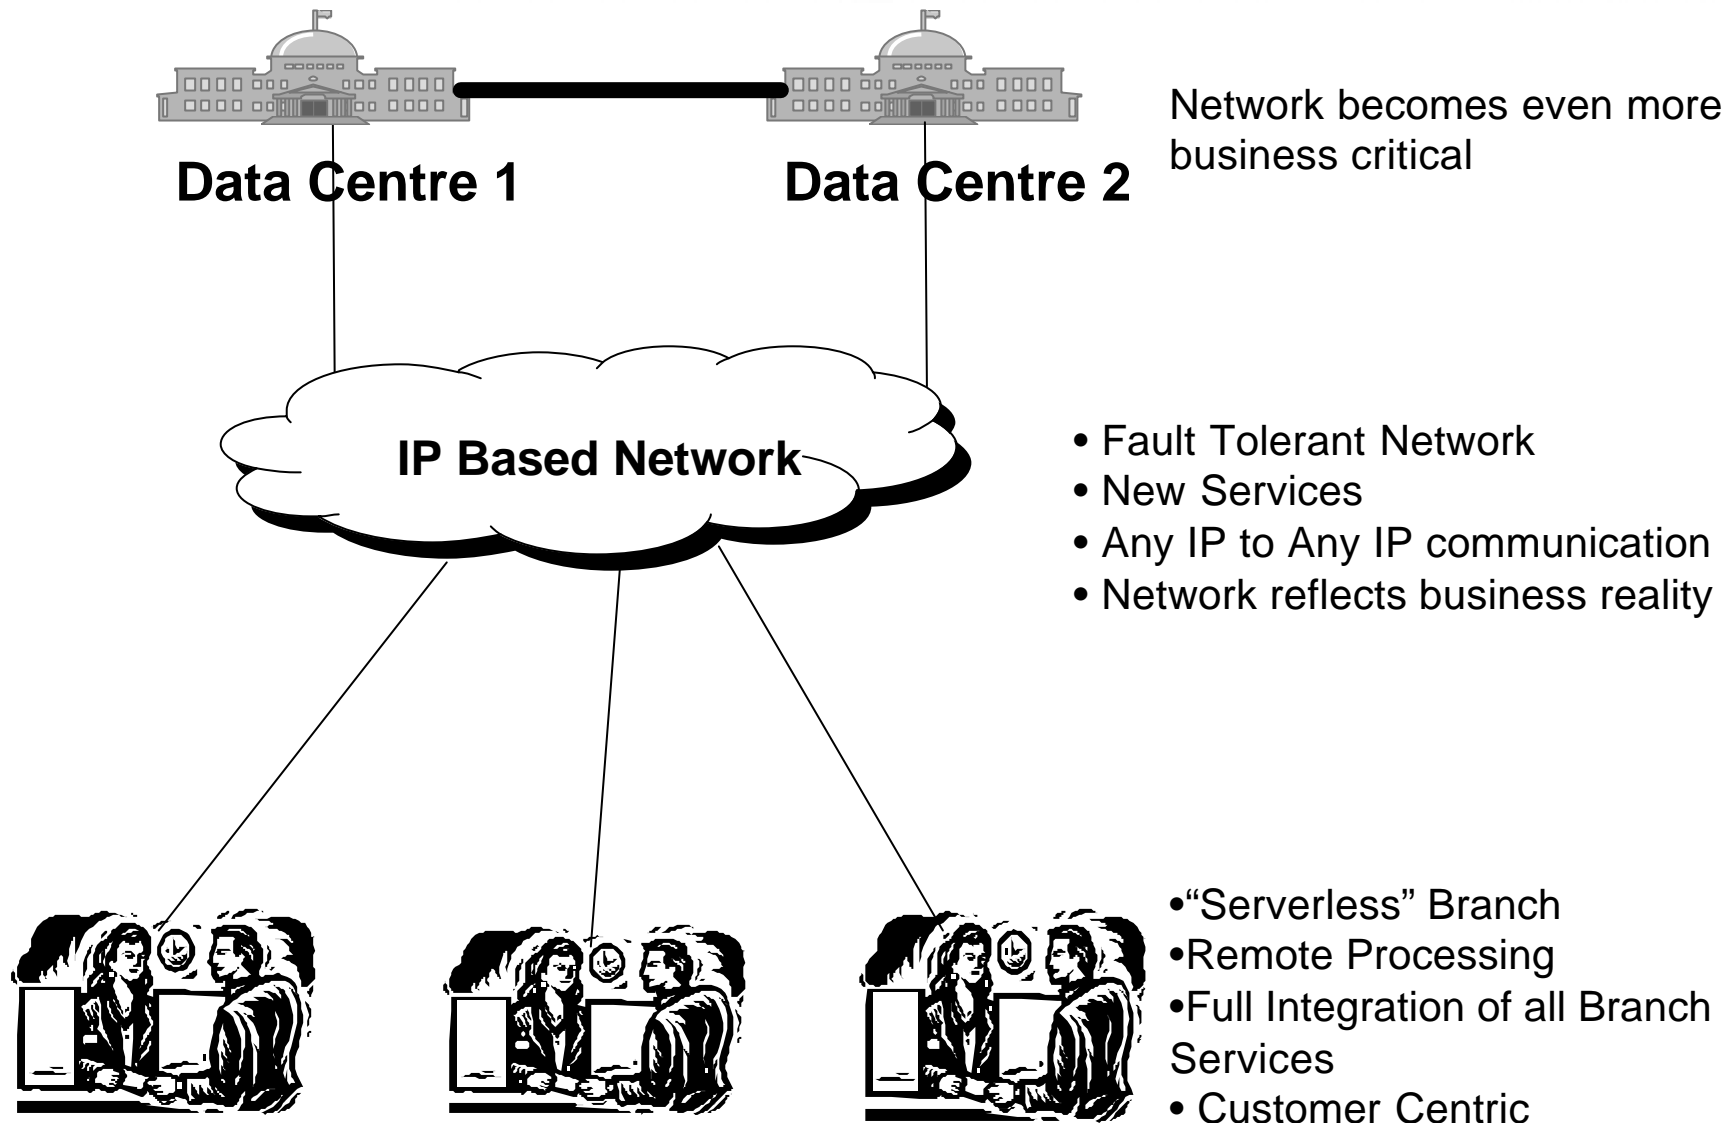 Network becomes even more
business critical
Data Centre 1
Data Centre 2
IP Based Network
• Fault Tolerant Network
• New Services
• Any IP to Any IP communication
• Network reflects business reality
•“Serverless” Branch
•Remote Processing
•Full Integration of all Branch
Services
• Customer Centric